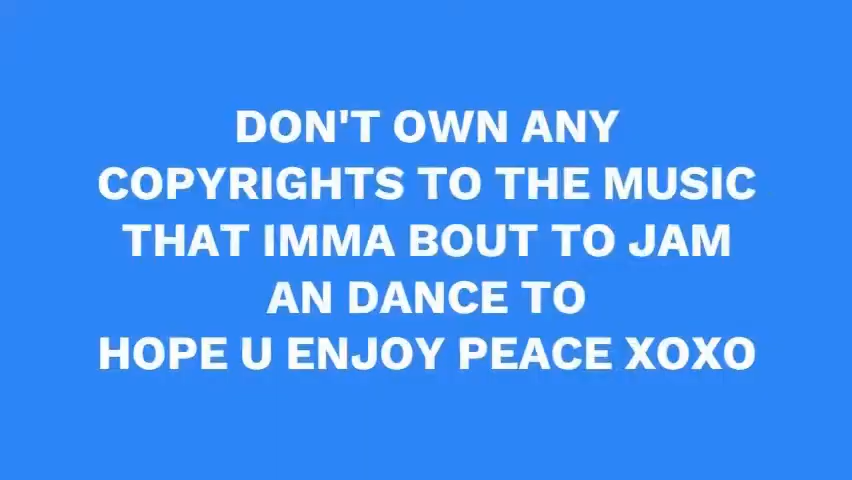 DON'T OWN ANY
COPYRIGHTS TO THE MUSIC
THAT IMMA BOUT TO JAM
AN DANCE TO
HOPE U ENJOY PEACE XOXO